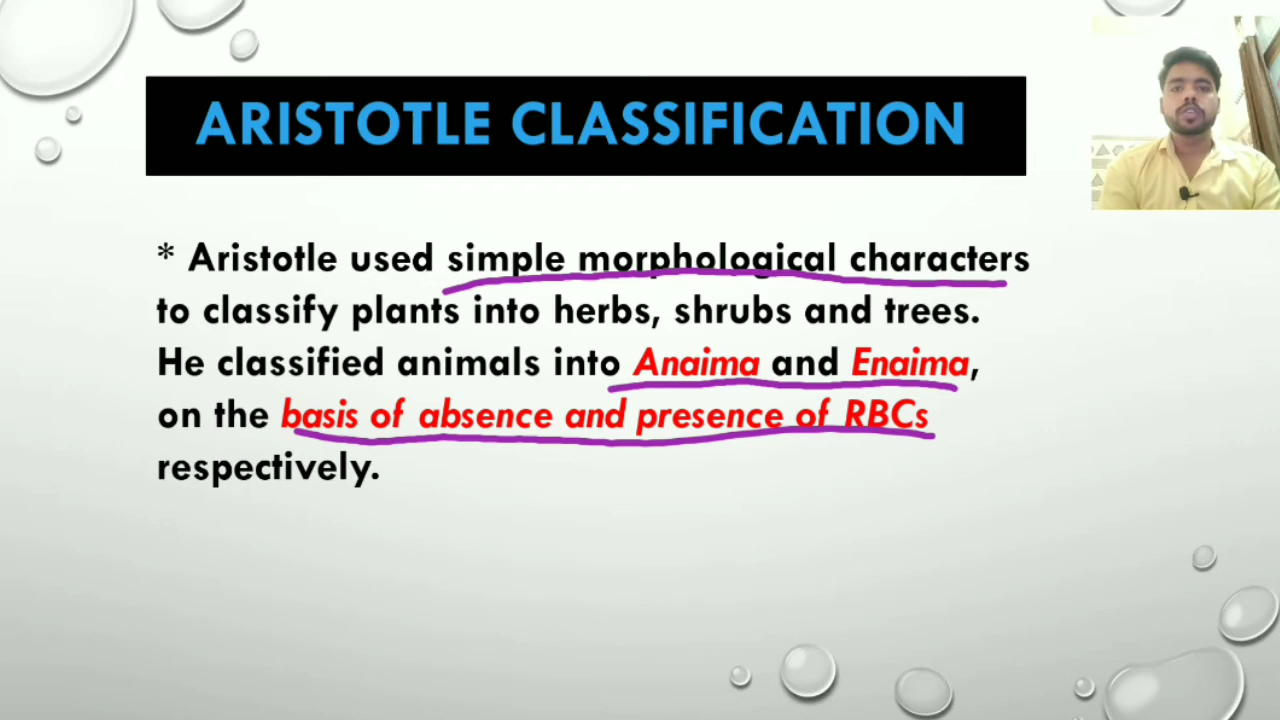 ARISTOTLE CLASSIFICATION
* Aristotle used simple morphological characters
to classify plants into herbs, shrubs and trees.
He classified animals into Anaima and Enaima,
on the basis of absence and presence of RBCs
respectively.